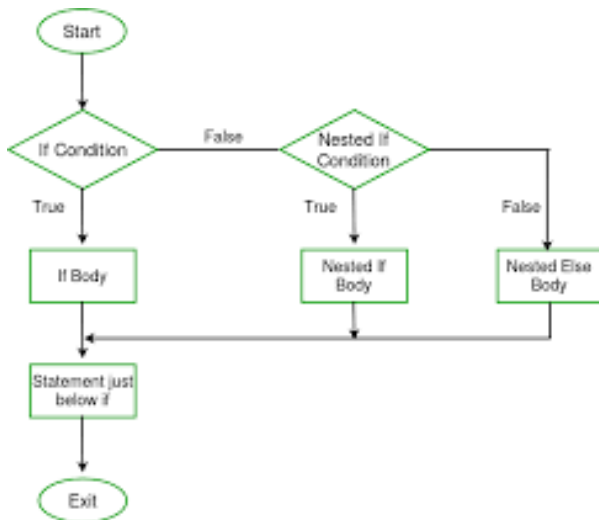 Start
If Condition
False
Nested If
Condition
True
True
False
If Body
Nested If
Body
Nested Else
Body
Statement just
below if
Exit